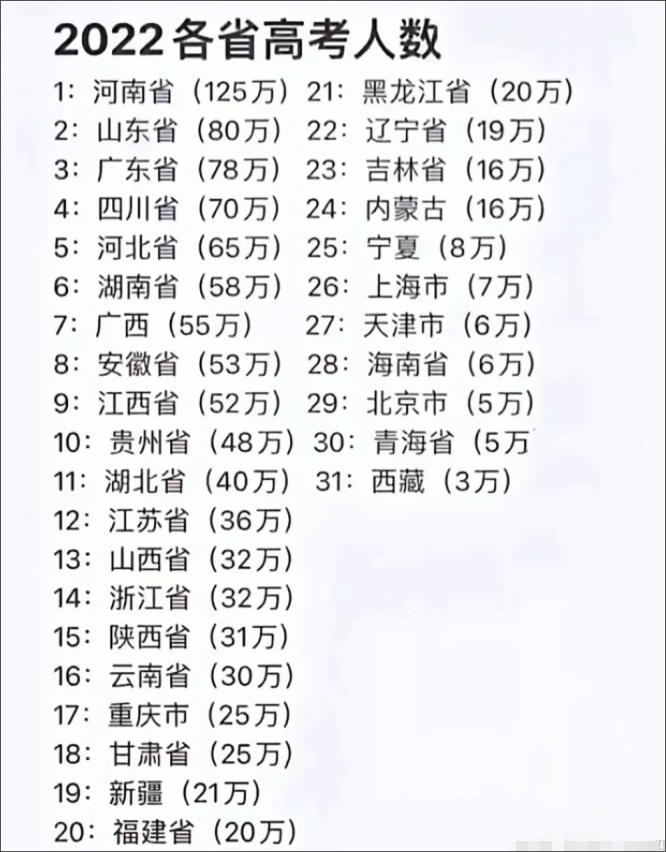 2022各省高考人数
1：河南省（125万）21：黑龙江省（20万）
2：山东省（80万）22：辽宁省（19万）
3：广东省（78万）23：吉林省（16万）
4：四川省（70万）24：内蒙古（16万）
5：河北省（65万）25：宁夏（8万）
6：湖南省（58万）26：上海市（7万）
7：广西（55万）27：天津市（6万）
8：安徽省（53万）28：海南省（6万）
9：江西省（52万）29：北京市（5万）
10：贵州省（48万）30：青海省（5万
11：湖北省（40万）31：西藏（3万）
12：江苏省（36万）
13：山西省（32万）
14：浙江省（32万）
15：陕西省（31万）
16：云南省（30万）
17：重庆市（25万）
18：甘肃省（25万）
19：新疆（21万）
20：福建省（20万）